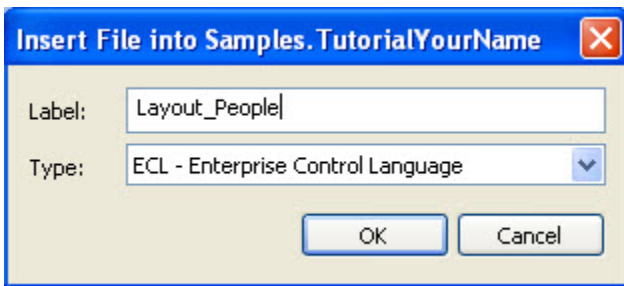 Insert File into Samples.TutorialYourName
Label: Layout_People
Type: ECL - Enterprise Control Language
OK Cancel